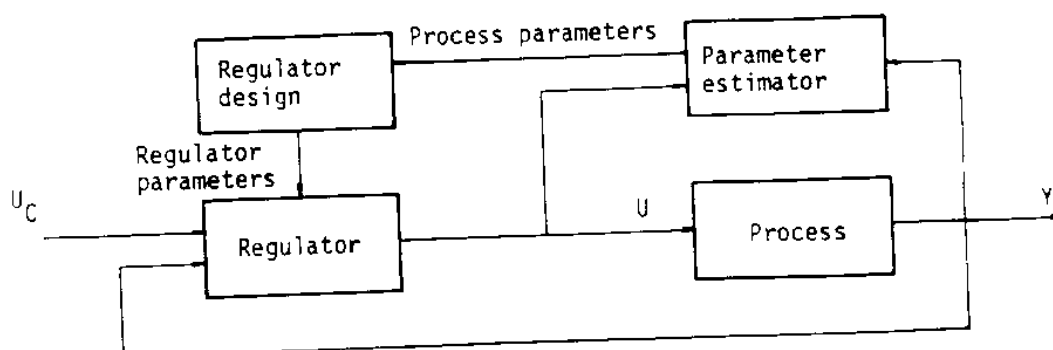 Process parameters
Regulator
design
Parameter
estimator
Regulator
parameters
U_C
Regulator
U
Process
Y